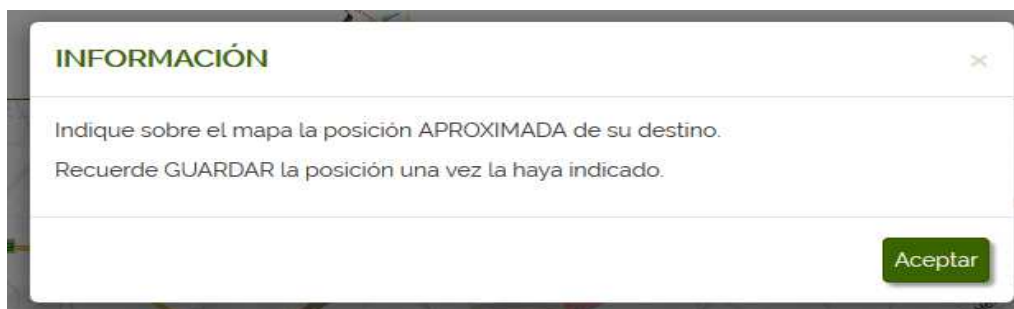 INFORMACIÓN
×
Indique sobre el mapa la posición APROXIMADA de su destino.
Recuerde GUARDAR la posición una vez la haya indicado.
Aceptar